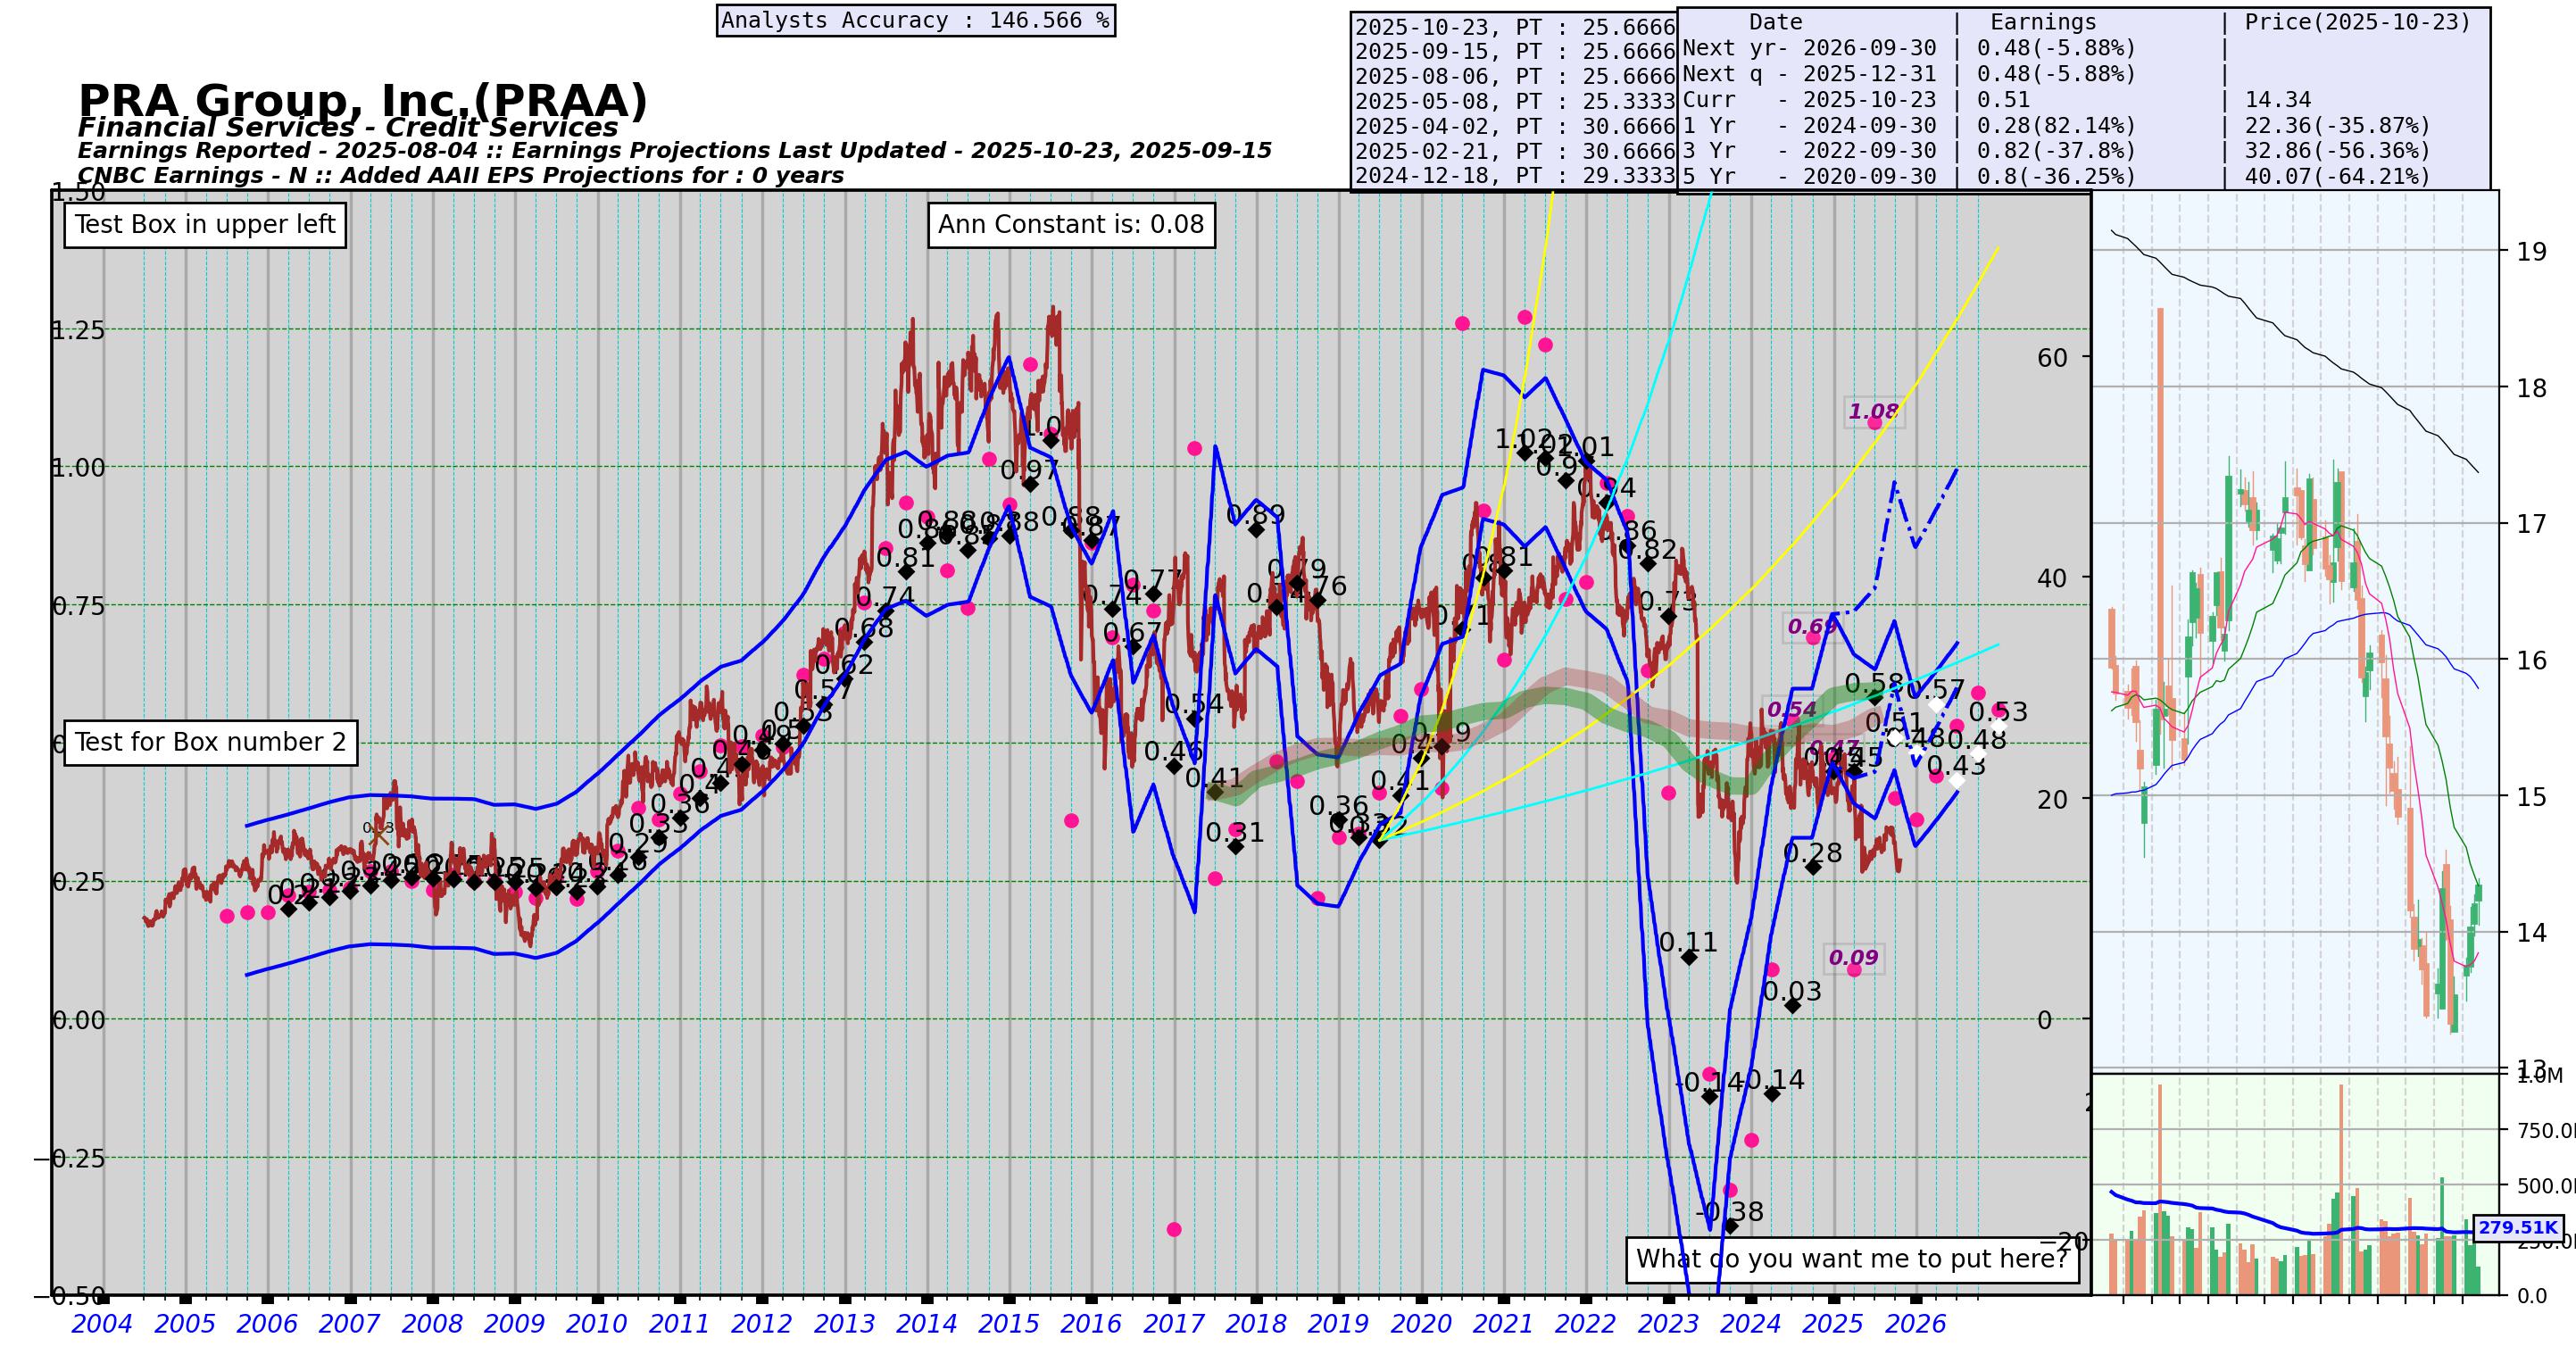 Analysts Accuracy : 146.566 %
2025-10-23, PT : 25.6666
2025-09-15, PT : 25.6666
2025-08-06, PT : 25.6666
2025-05-08, PT : 25.3333
2025-04-02, PT : 30.6666
2025-02-21, PT : 30.6666
2024-12-18, PT : 29.3333
Date | Earnings | Price(2025-10-23)
Next yr- 2026-09-30 | 0.48(-5.88%) |
Next q - 2025-12-31 | 0.48(-5.88%) |
Curr - 2025-10-23 | 0.51 | 14.34
1 Yr - 2024-09-30 | 0.28(82.14%) | 22.36(-35.87%)
3 Yr - 2022-09-30 | 0.82(-37.8%) | 32.86(-56.36%)
5 Yr - 2020-09-30 | 0.8(-36.25%) | 40.07(-64.21%)
PRA Group, Inc.(PRAA)
Financial Services - Credit Services
Earnings Reported - 2025-08-04 :: Earnings Projections Last Updated - 2025-10-23, 2025-09-15
CNBC Earnings - N :: Added AAII EPS Projections for : 0 years
Test Box in upper left
Ann Constant is: 0.08
Test for Box number 2
What do you want me to put here?
1.50
1.25
1.00
0.75
0.25
0.00
−0.25
−0.50
60
40
20
0
−20
19
18
17
16
15
14
13
1.0M
0.0
279.51K
1.0
0.97
0.81
0.74
0.68
0.62
0.57
0.53
0.89
0.77
0.74
0.67
0.54
0.46
0.41
0.31
0.79
0.36
0.41
0.81
1.02
1.01
0.82
0.73
0.11
-0.14
-0.14
-0.38
0.03
0.28
1.08
0.69
0.54
0.47
0.09
0.58
0.57
0.51
0.48
0.48
0.43
0.53
2004 2005 2006 2007 2008 2009 2010 2011 2012 2013 2014 2015 2016 2017 2018 2019 2020 2021 2022 2023 2024 2025 2026